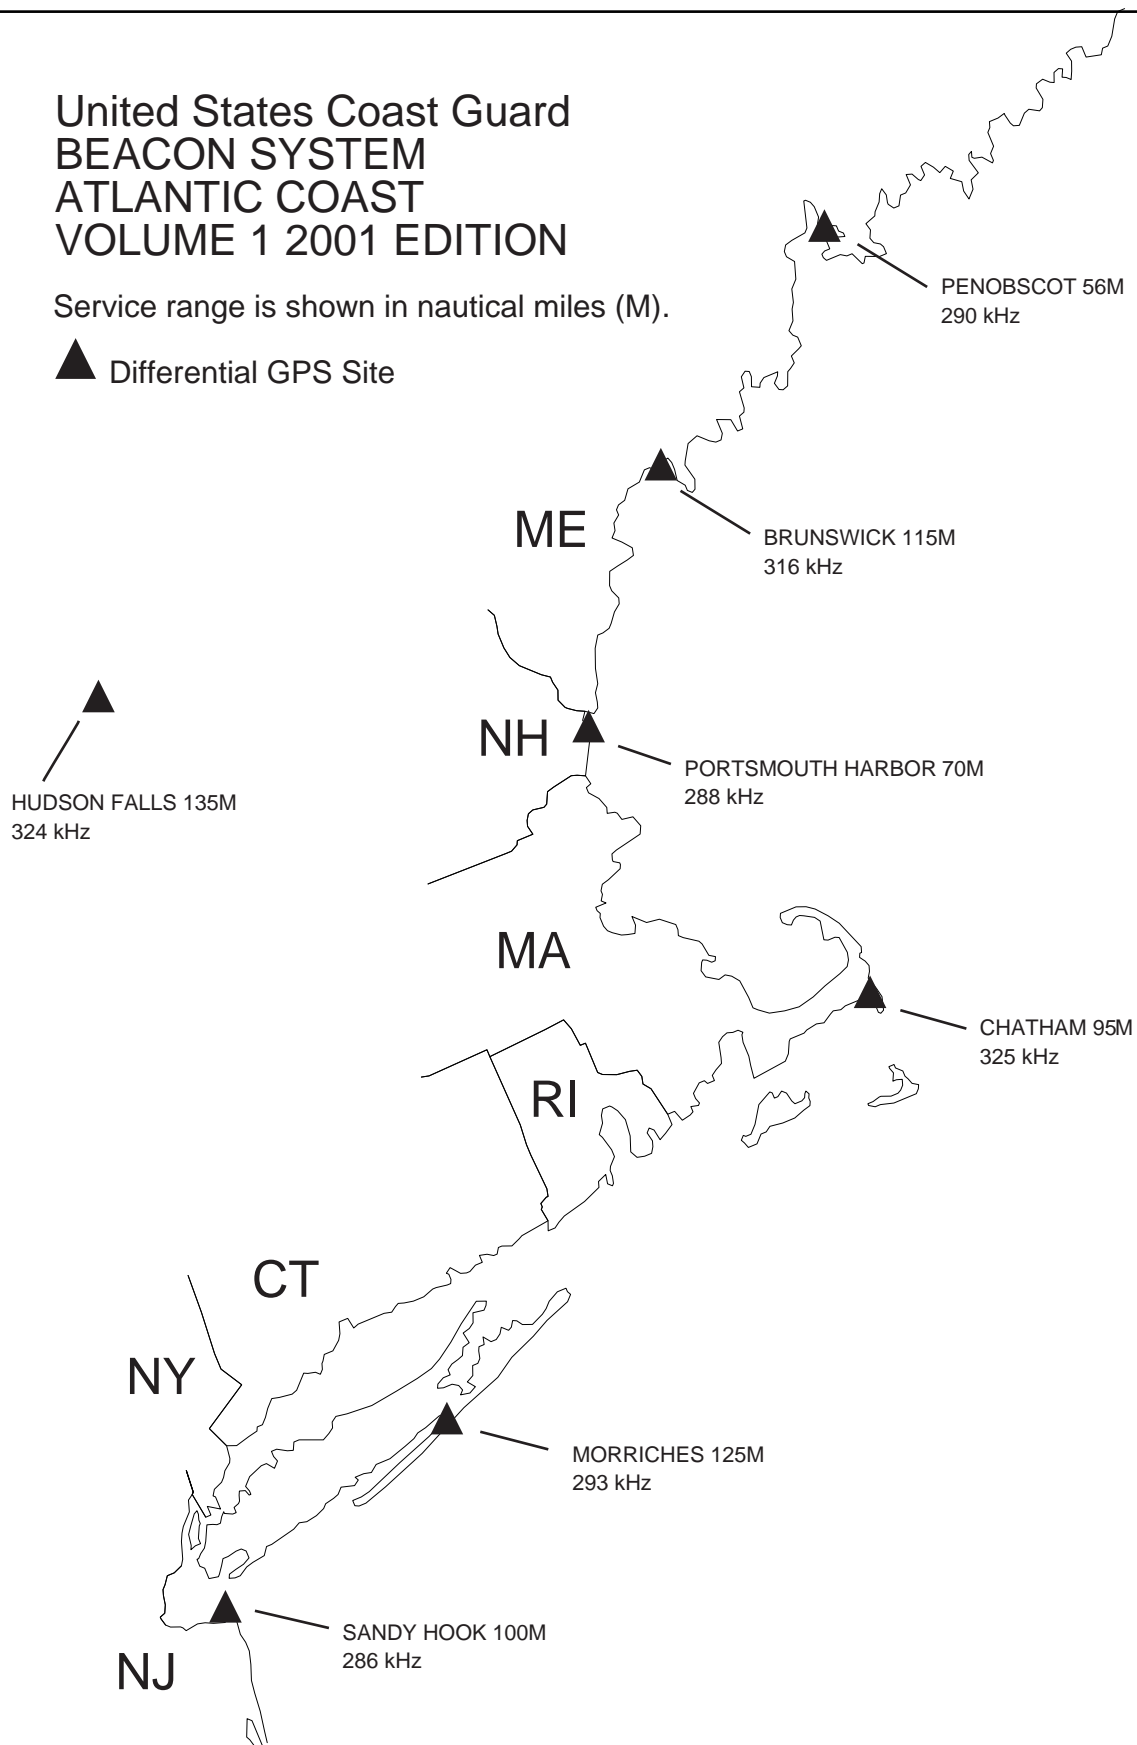 United States Coast Guard
BEACON SYSTEM
ATLANTIC COAST
VOLUME 1 2001 EDITION
Service range is shown in nautical miles (M).
Differential GPS Site
PENOBSCOT 56M
290 kHz
BRUNSWICK 115M
316 kHz
ME
NH
PORTSMOUTH HARBOR 70M
288 kHz
HUDSON FALLS 135M
324 kHz
MA
CHATHAM 95M
325 kHz
RI
CT
NY
MORRICHES 125M
293 kHz
SANDY HOOK 100M
286 kHz
NJ